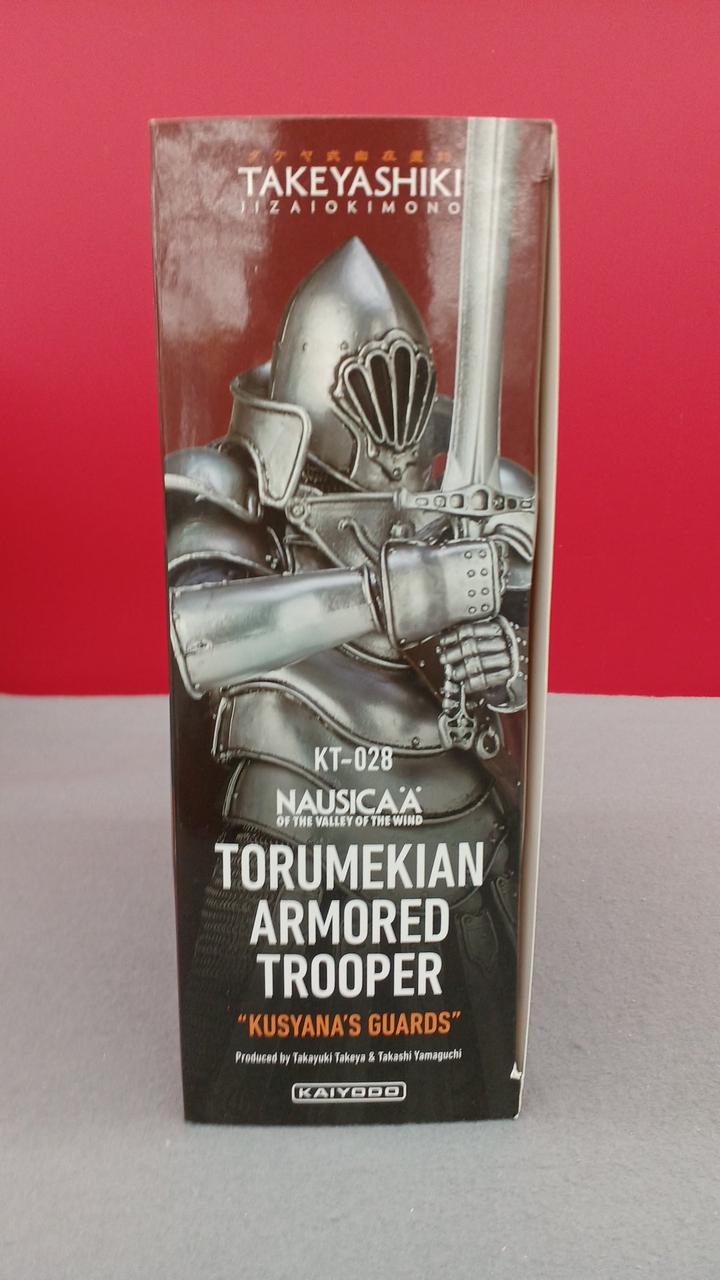 タケヤ式自在置物
TAKEYASHIKI
JIZAIOKIMONO
KT-028
NAUSICAÄ
OF THE VALLEY OF THE WIND
TORUMEKIAN
ARMORED
TROOPER
"KUSYANA'S GUARDS"
Produced by Takayuki Takeya & Takashi Yamaguchi
KAIYODO